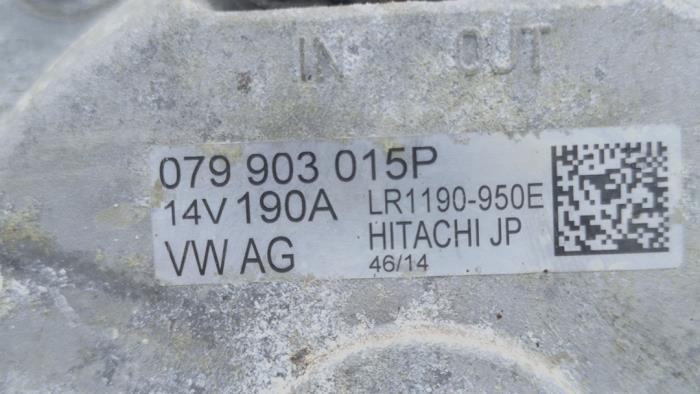 IN OUT
079 903 015P
14V 190A LR1190-950E
VW AG HITACHI JP
46/14